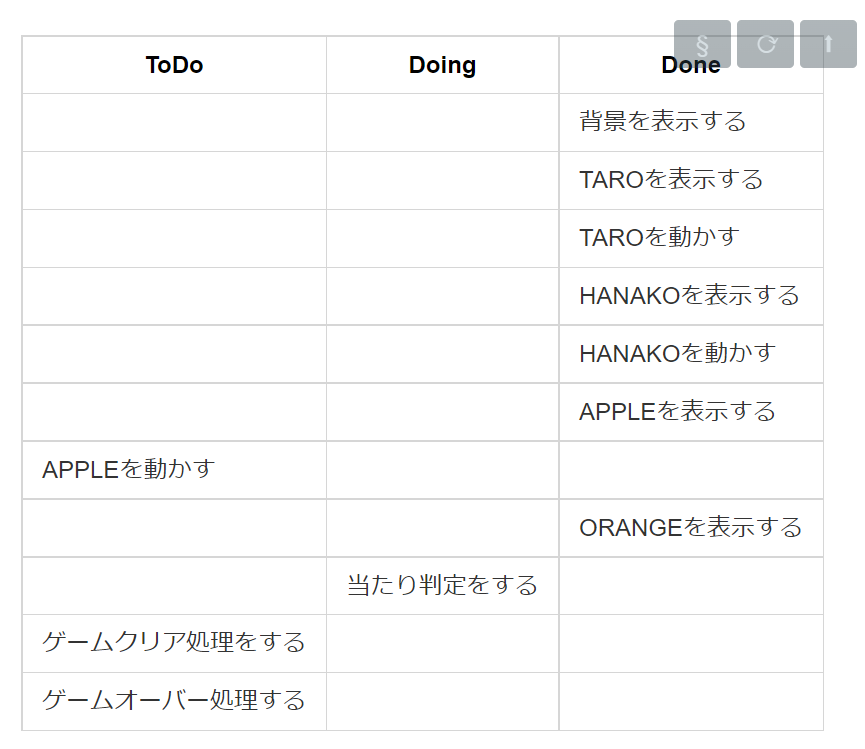 § ⟳ ⬆
ToDo Doing Done
背景を表示する
TAROを表示する
TAROを動かす
HANAKOを表示する
HANAKOを動かす
APPLEを表示する
APPLEを動かす
ORANGEを表示する
当たり判定をする
ゲームクリア処理をする
ゲームオーバー処理する